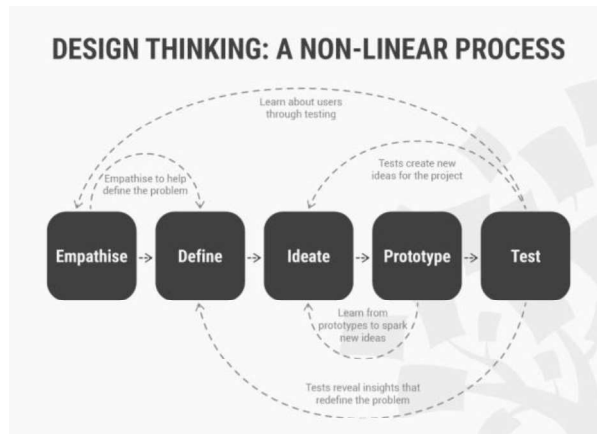 DESIGN THINKING: A NON-LINEAR PROCESS
Learn about users
through testing
Empathise to help
define the problem
Tests create new
ideas for the project
Empathise
Define
Ideate
Prototype
Test
Learn from
prototypes to spark
new ideas
Tests reveal insights that
redefine the problem